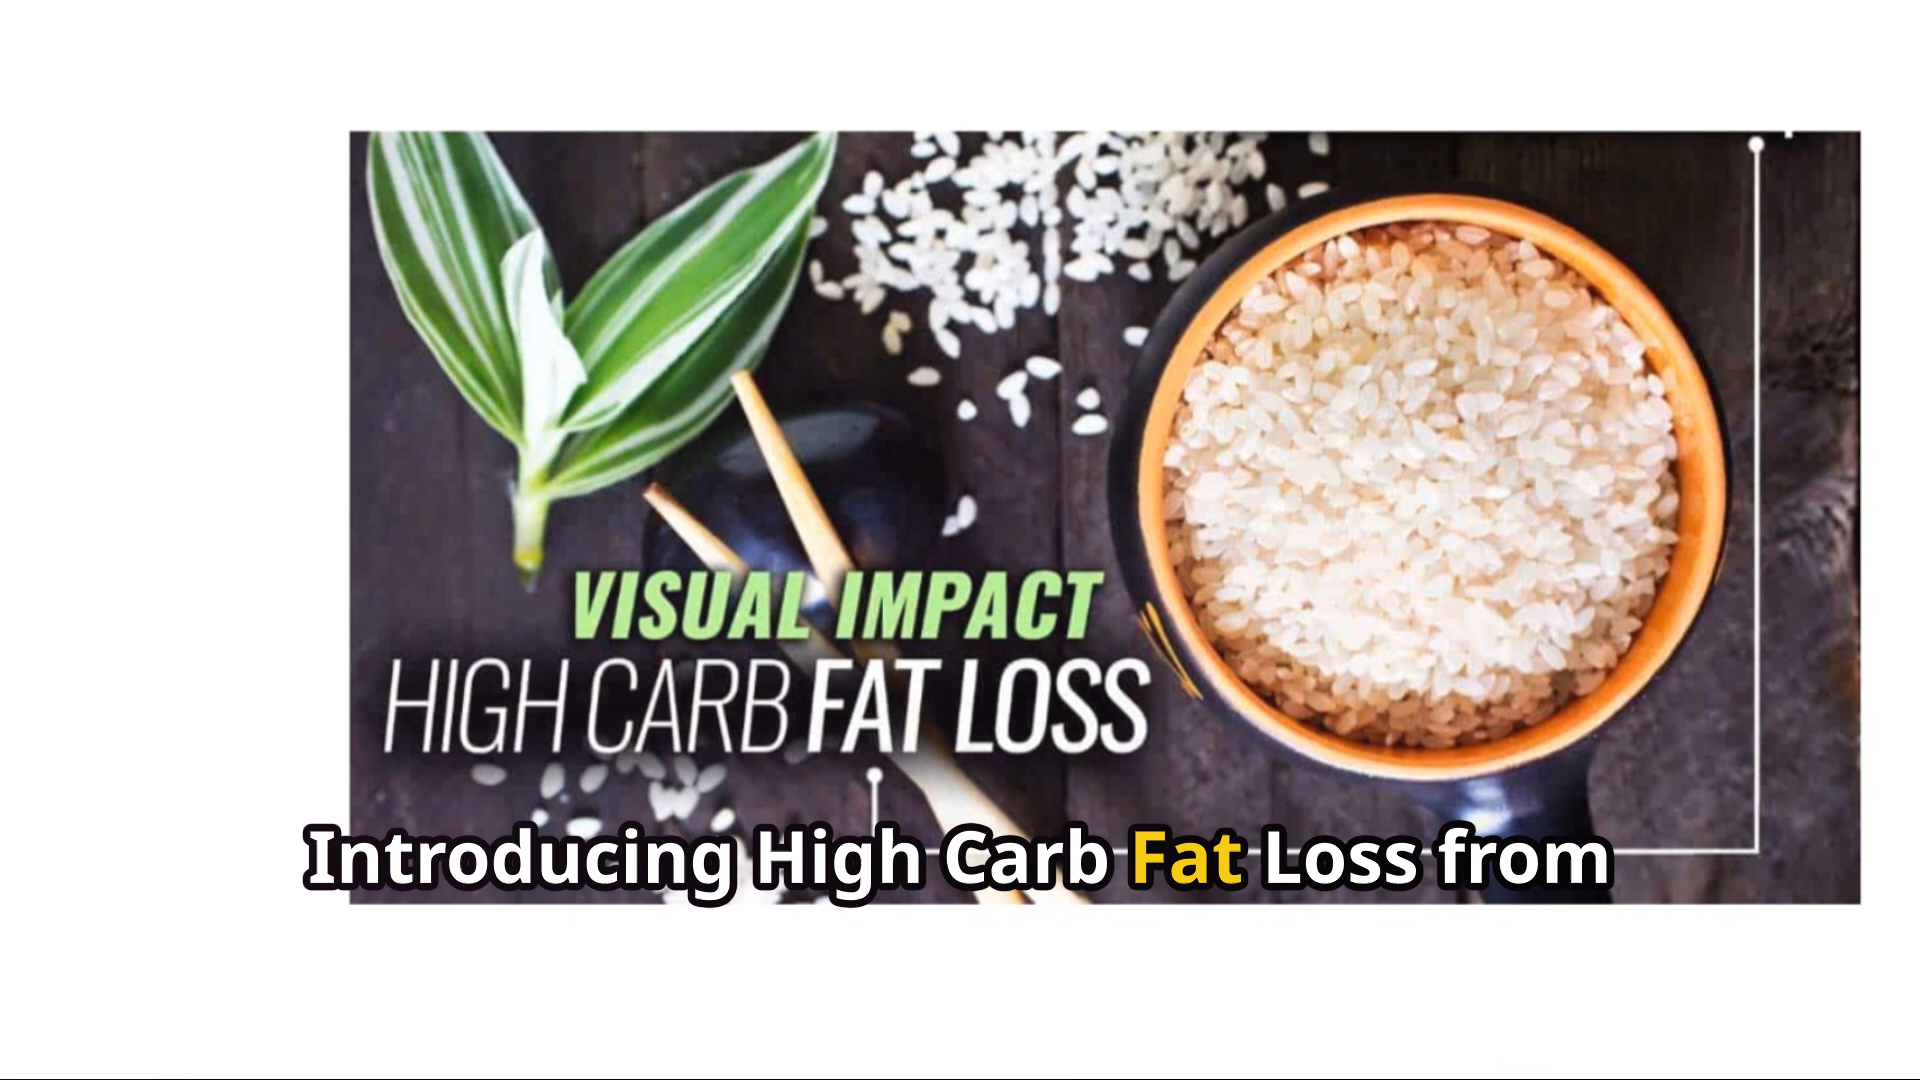 VISUAL IMPACT
HIGH CARB FAT LOSS
Introducing High Carb Fat Loss from